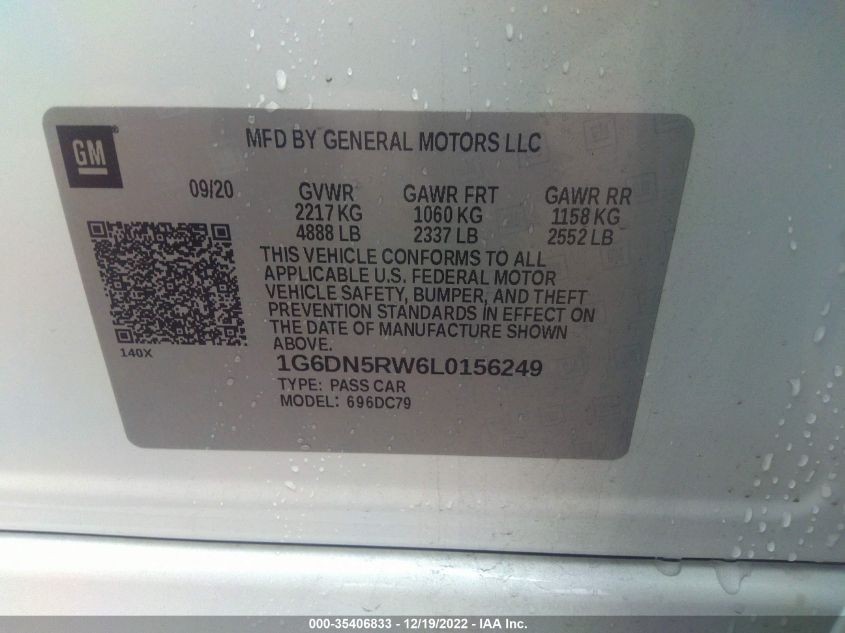 GM
MFD BY GENERAL MOTORS LLC
09/20
GVWR GAWR FRT GAWR RR
2217 KG 1060 KG 1158 KG
4888 LB 2337 LB 2552 LB
THIS VEHICLE CONFORMS TO ALL
APPLICABLE U.S. FEDERAL MOTOR
VEHICLE SAFETY, BUMPER, AND THEFT
PREVENTION STANDARDS IN EFFECT ON
THE DATE OF MANUFACTURE SHOWN
ABOVE.
140X
1G6DN5RW6L0156249
TYPE: PASS CAR
MODEL: 696DC79
000-35406833 - 12/19/2022 - IAA Inc.